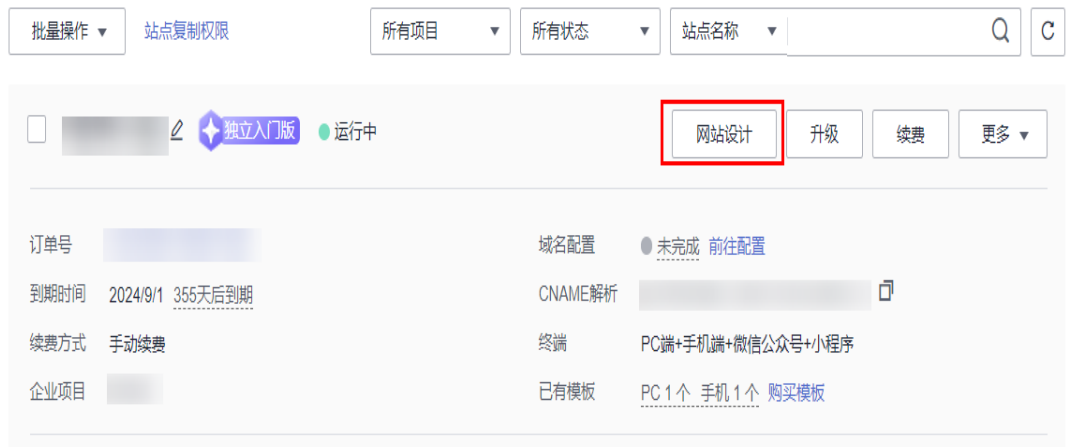 批量操作 站点复制权限 所有项目 所有状态 站点名称
独立入门版 运行中 网站设计 升级 续费 更多
订单号 域名配置 未完成 前往配置
到期时间 2024/9/1 355天后到期 CNAME解析
续费方式 手动续费 终端 PC端+手机端+微信公众号+小程序
企业项目 已有模板 PC 1 个 手机 1 个 购买模板